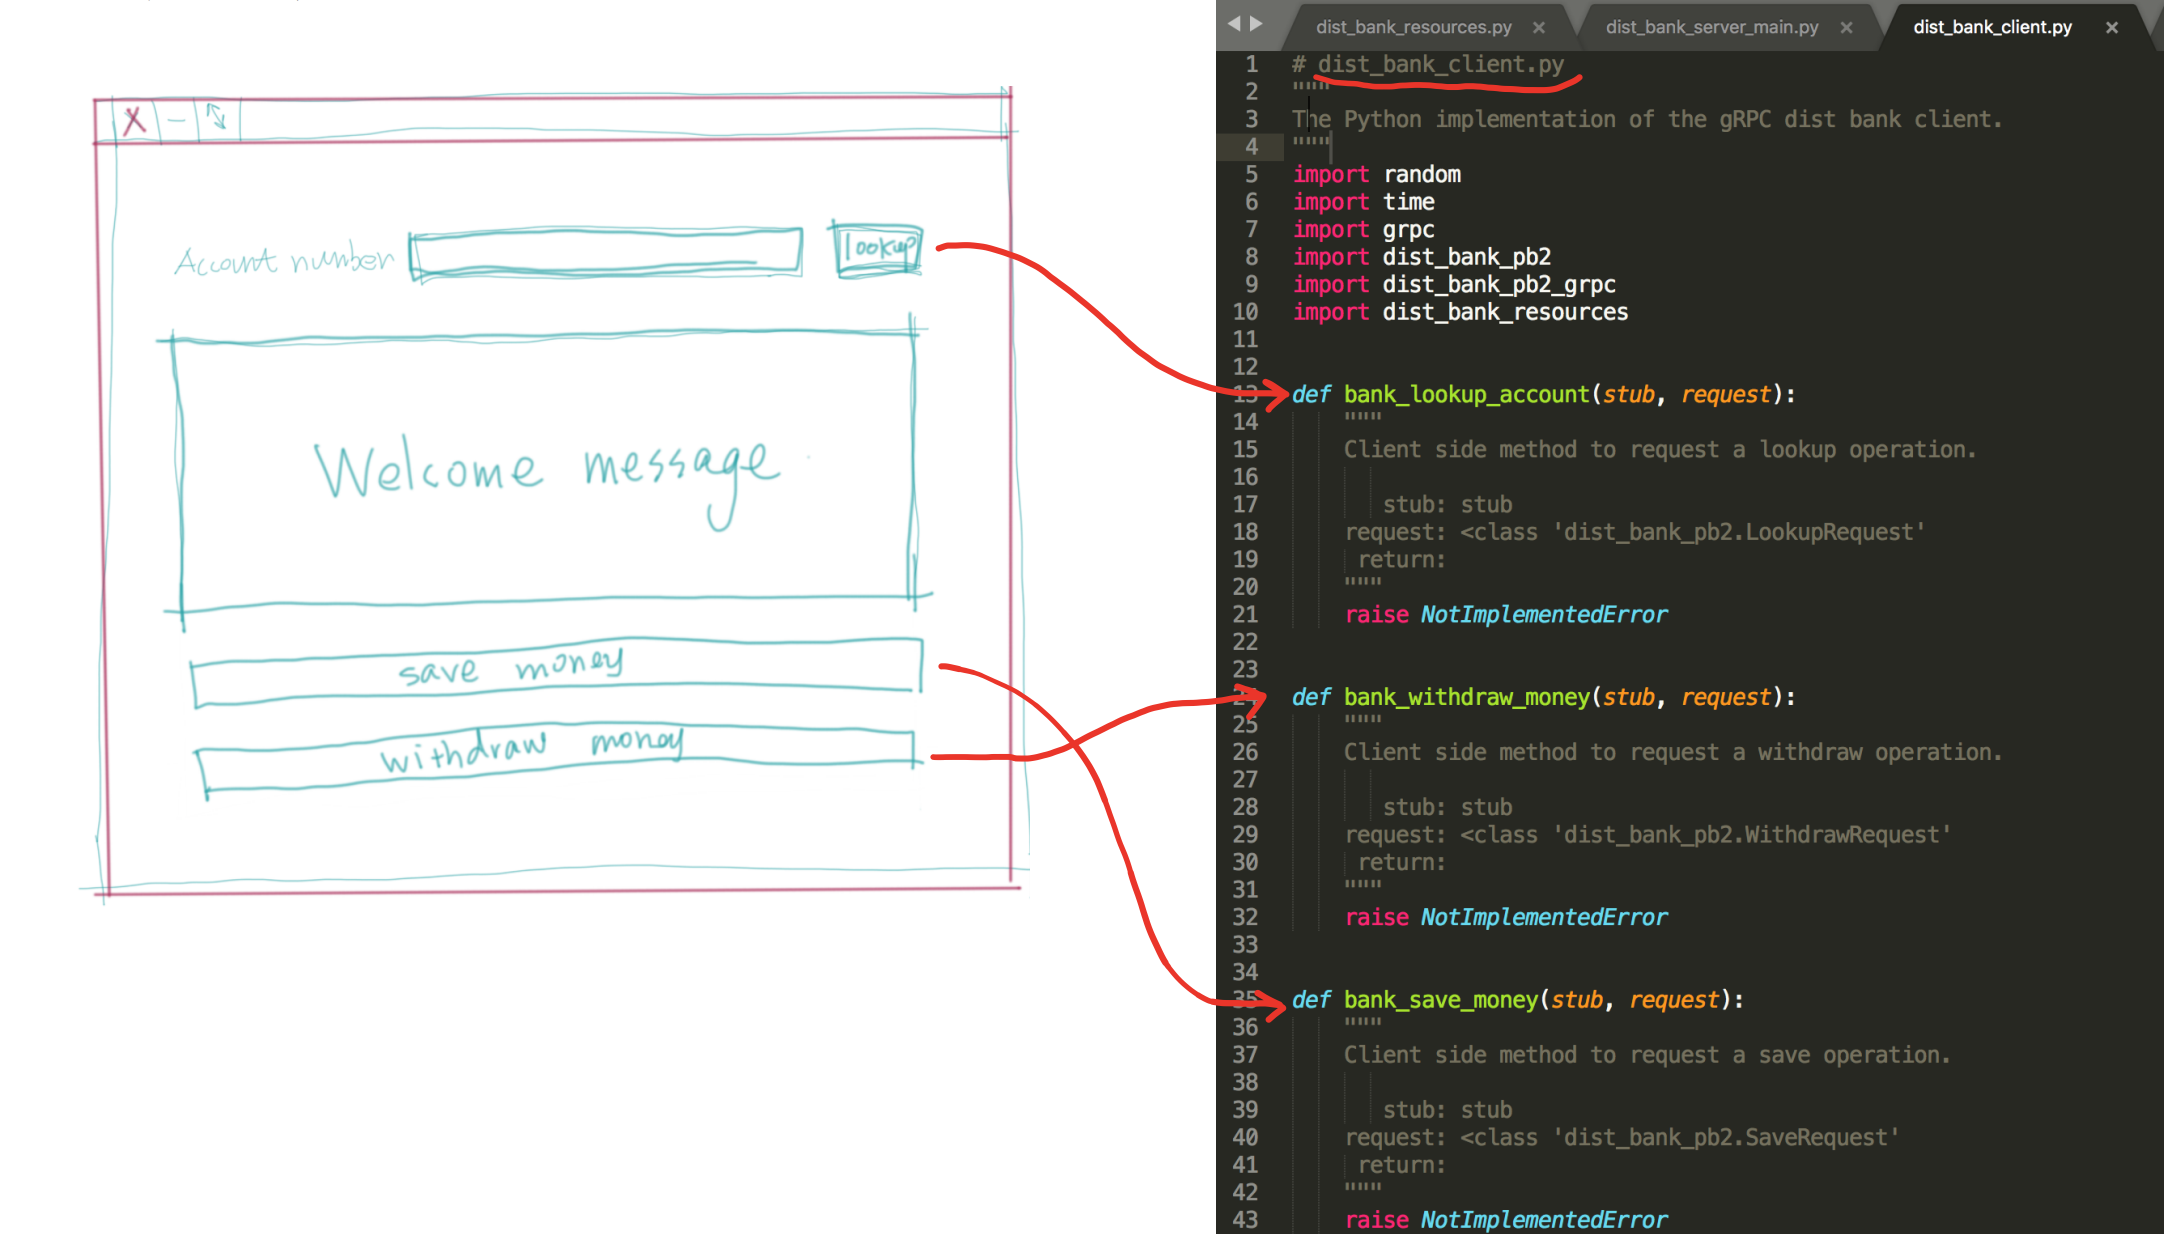 Account number lookup
Welcome message
save money
withdraw money
dist_bank_resources.py × dist_bank_server_main.py × dist_bank_client.py ×
1 # dist_bank_client.py
2 """
3 The Python implementation of the gRPC dist bank client.
4 """
5 import random
6 import time
7 import grpc
8 import dist_bank_pb2
9 import dist_bank_pb2_grpc
10 import dist_bank_resources
11
12
13 def bank_lookup_account(stub, request):
14 """
15 Client side method to request a lookup operation.
16
17 stub: stub
18 request: <class 'dist_bank_pb2.LookupRequest'
19 return:
20 """
21 raise NotImplementedError
22
23
24 def bank_withdraw_money(stub, request):
25 """
26 Client side method to request a withdraw operation.
27
28 stub: stub
29 request: <class 'dist_bank_pb2.WithdrawRequest'
30 return:
31 """
32 raise NotImplementedError
33
34
35 def bank_save_money(stub, request):
36 """
37 Client side method to request a save operation.
38
39 stub: stub
40 request: <class 'dist_bank_pb2.SaveRequest'
41 return:
42 """
43 raise NotImplementedError